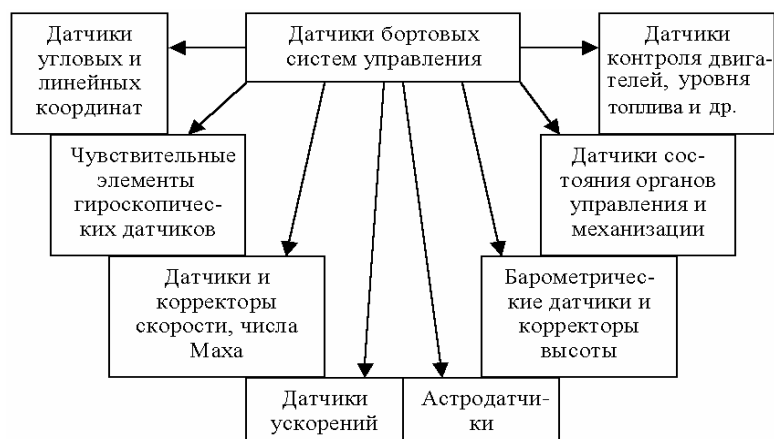 Датчики
угловых и
линейных
координат
Датчики бортовых
систем управления
Датчики
контроля двига-
телей, уровня
топлива и др.
Чувствительные
элементы
гироскопичес-
ких датчиков
Датчики сос-
тояния органов
управления и
механизации
Датчики и
корректоры
скорости, числа
Маха
Барометричес-
кие датчики и
корректоры
высоты
Датчики
ускорений
Астродатчи-
ки